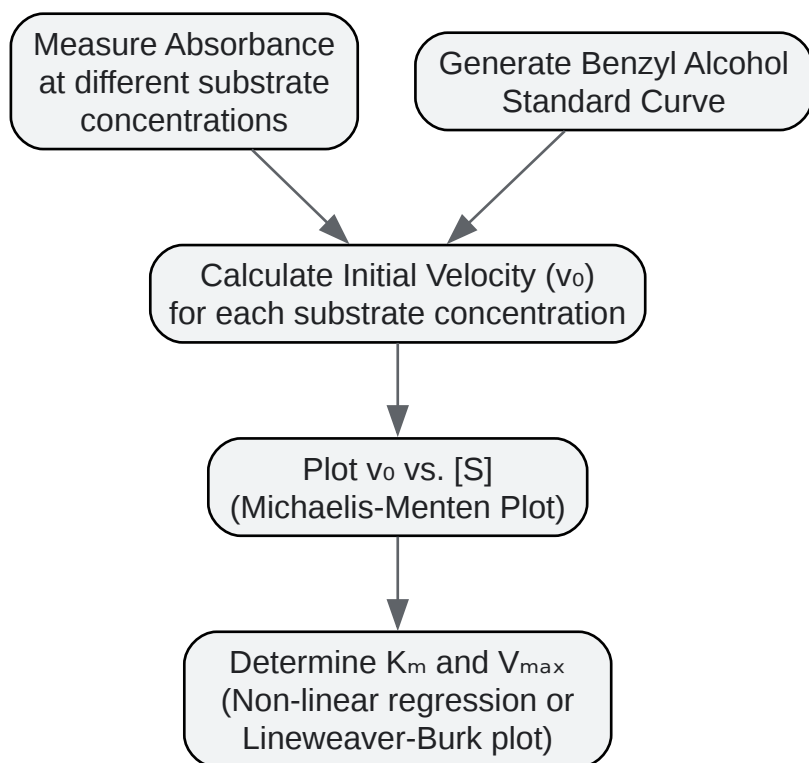 Measure Absorbance
at different substrate
concentrations
Generate Benzyl Alcohol
Standard Curve
Calculate Initial Velocity (v₀)
for each substrate concentration
Plot v₀ vs. [S]
(Michaelis-Menten Plot)
Determine Kₘ and Vₘₐₓ
(Non-linear regression or
Lineweaver-Burk plot)